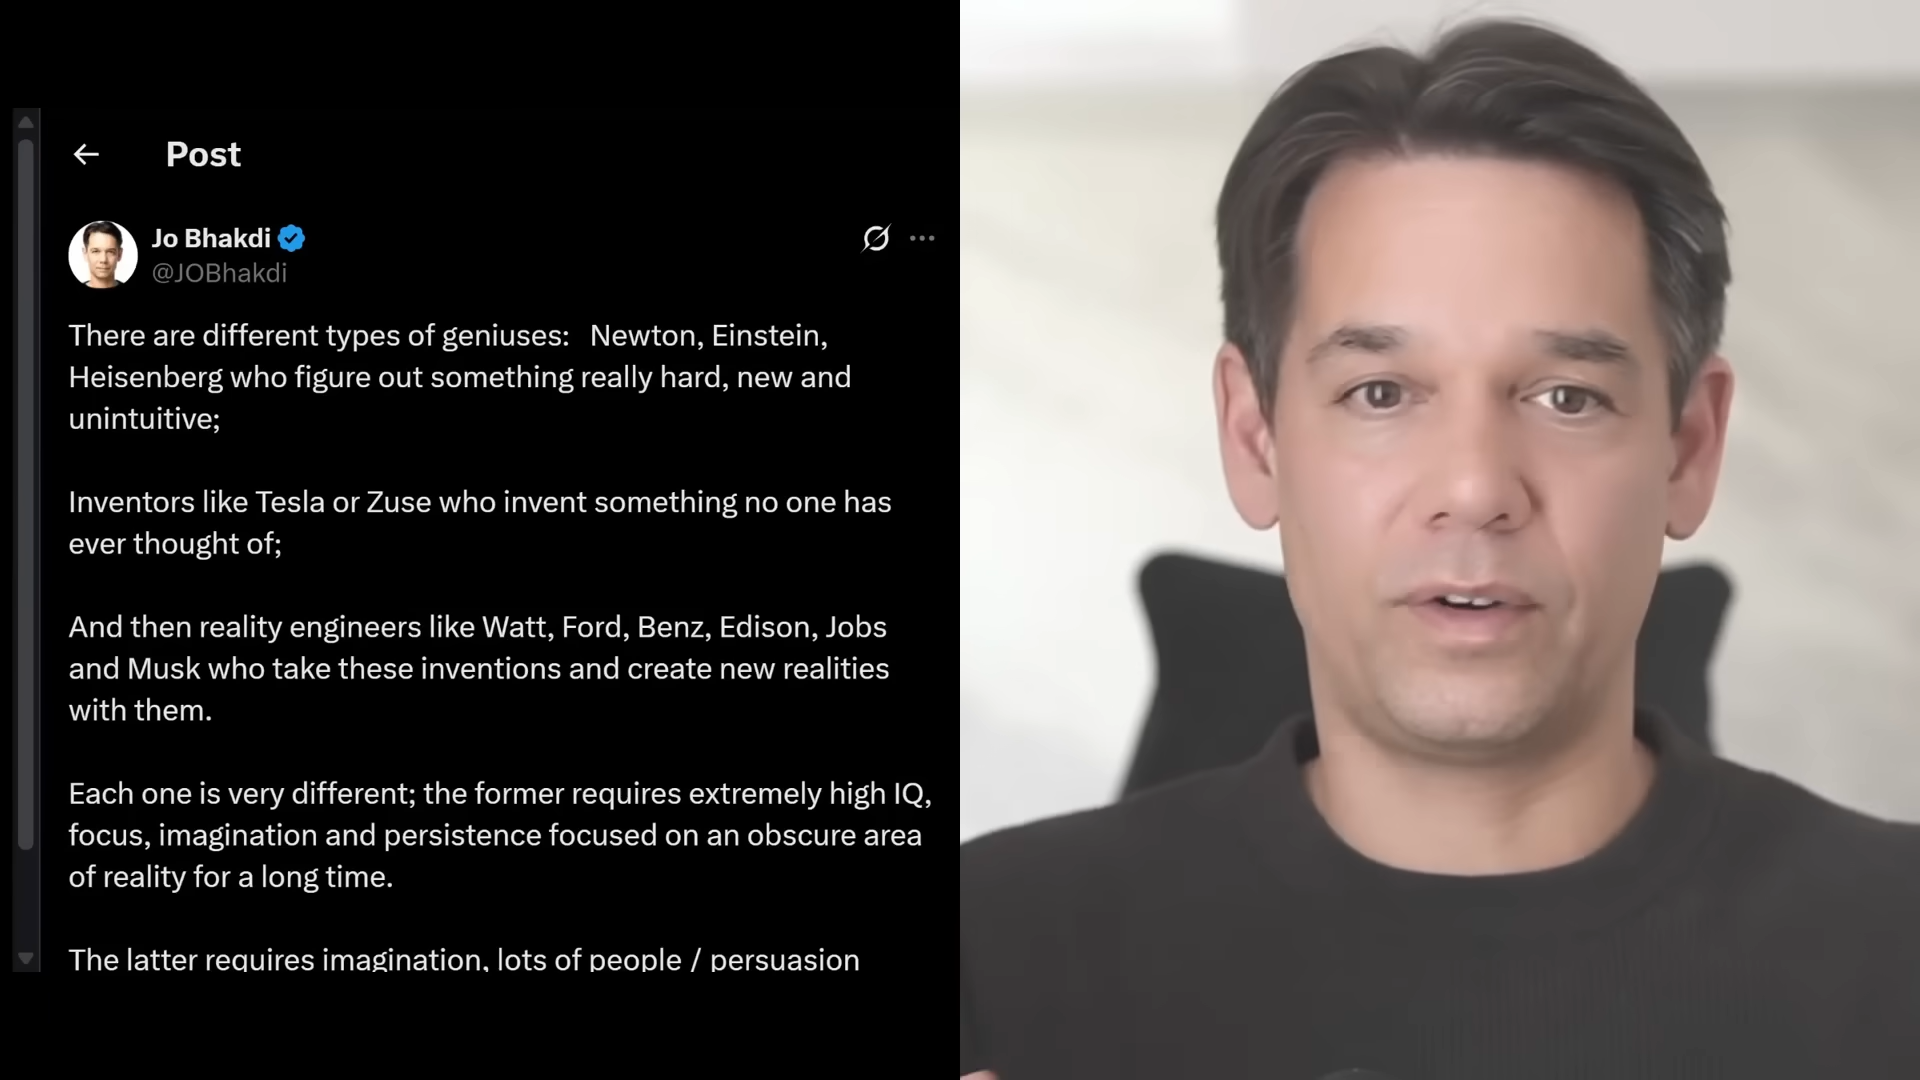 Post
Jo Bhakdi
@JOBhakdi
There are different types of geniuses:   Newton, Einstein,
Heisenberg who figure out something really hard, new and
unintuitive;
Inventors like Tesla or Zuse who invent something no one has
ever thought of;
And then reality engineers like Watt, Ford, Benz, Edison, Jobs
and Musk who take these inventions and create new realities
with them.
Each one is very different; the former requires extremely high IQ,
focus, imagination and persistence focused on an obscure area
of reality for a long time.
The latter requires imagination, lots of people / persuasion